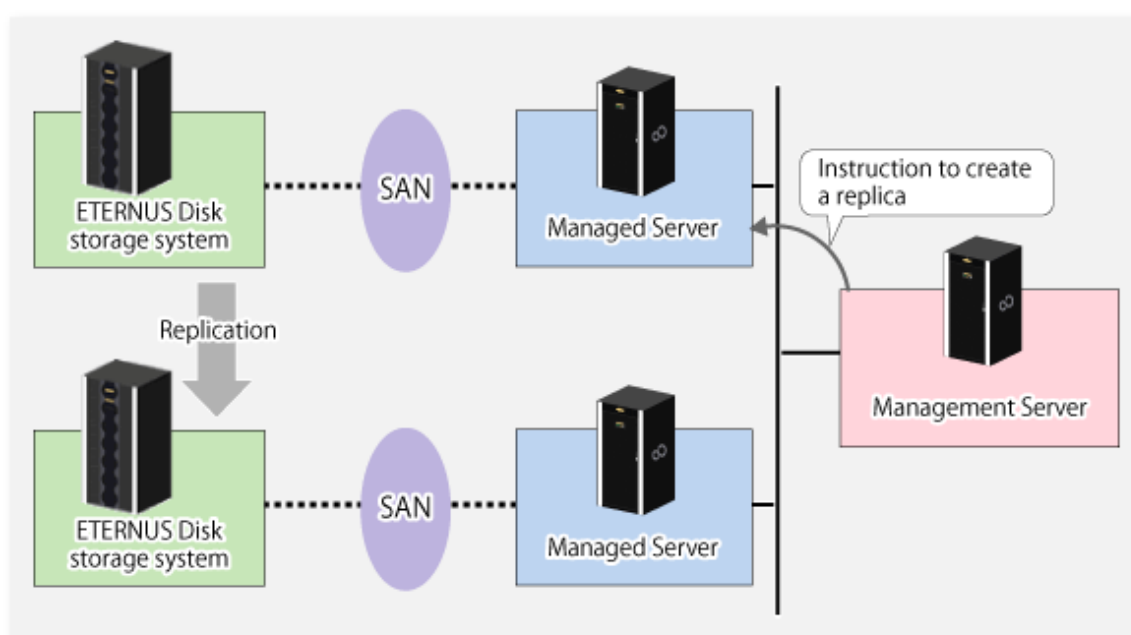 ETERNUS Disk
storage system
SAN
Managed Server
Instruction to create
a replica
Management Server
Replication
ETERNUS Disk
storage system
SAN
Managed Server